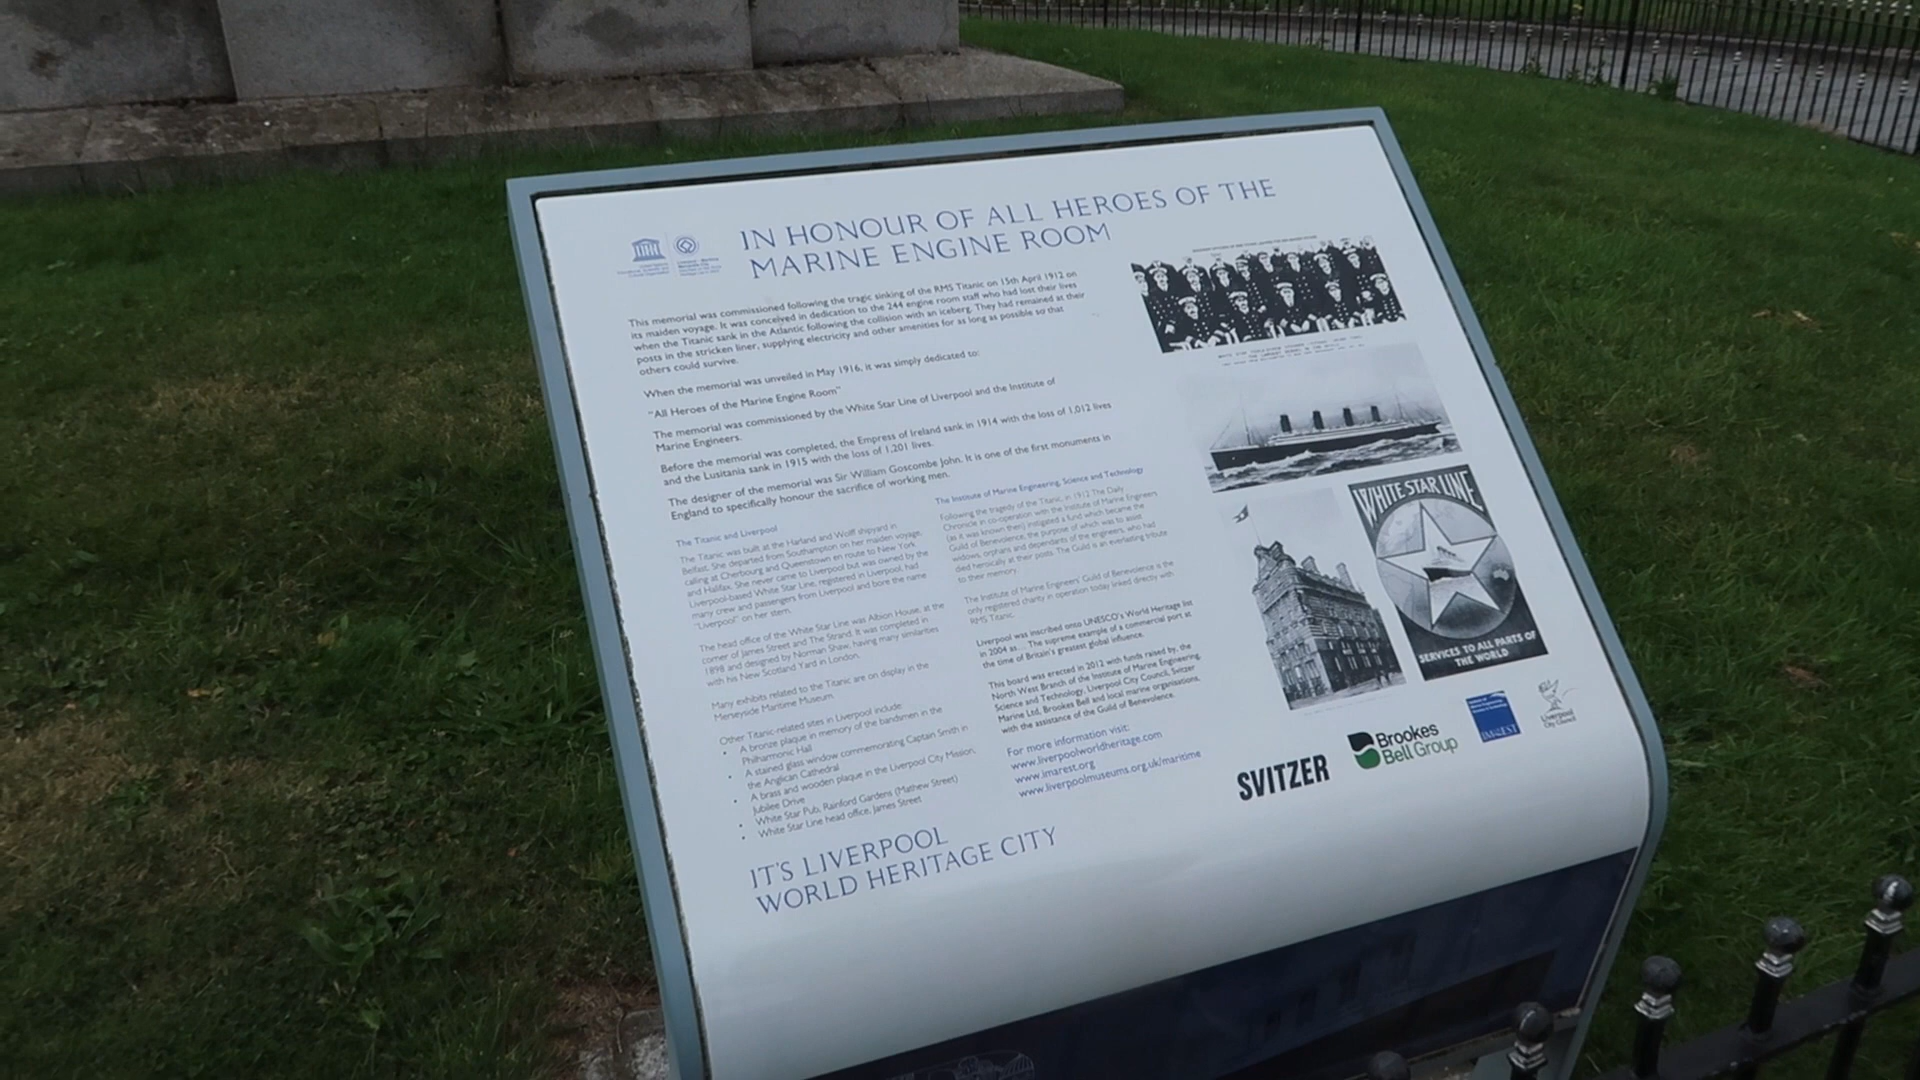 IN HONOUR OF ALL HEROES OF THE
MARINE ENGINE ROOM
This memorial was commissioned following the tragic sinking of the RMS Titanic on 15th April 1912 on
its maiden voyage. It was conceived in dedication to the 244 engine room staff who had lost their lives
when the Titanic sank in the Atlantic following the collision with an iceberg. They had remained at their
posts in the stricken liner, supplying electricity and other amenities for as long as possible so that
others could survive.
When the memorial was unveiled in May 1916, it was simply dedicated to:
"All Heroes of the Marine Engine Room"
The memorial was commissioned by the White Star Line of Liverpool and the Institute of
Marine Engineers.
Before the memorial was completed, the Empress of Ireland sank in 1914 with the loss of 1,012 lives
and the Lusitania sank in 1915 with the loss of 1,201 lives.
The designer of the memorial was Sir William Goscombe John. It is one of the first monuments in
England to specifically honour the sacrifice of working men.
The Titanic and Liverpool
The Titanic was built at the Harland and Wolff shipyard in
Belfast. She departed from Southampton on her maiden voyage,
calling at Cherbourg and Queenstown en route to New York
and Halifax. She never came to Liverpool but was owned by the
Liverpool-based White Star Line, registered in Liverpool, had
many crew and passengers from Liverpool and bore the name
"Liverpool" on her stern.
The head office of the White Star Line was Albion House, at the
corner of James Street and The Strand. It was completed in
1898 and designed by Norman Shaw, having many similarities
with his New Scotland Yard in London.
Many exhibits related to the Titanic are on display in the
Merseyside Maritime Museum.
Other Titanic-related sites in Liverpool include:
• A bronze plaque in memory of the bandsmen in the
Philharmonic Hall
• A stained glass window commemorating Captain Smith in
the Anglican Cathedral
• A brass and wooden plaque in the Liverpool City Mission,
Jubilee Drive
• White Star Pub, Rainford Gardens (Mathew Street)
• White Star Line head office, James Street
The Institute of Marine Engineering, Science and Technology
Following the tragedy of the Titanic, in 1912 The Daily
Chronicle in co-operation with the Institute of Marine Engineers
(as it was known then) instigated a fund which became the
Guild of Benevolence, the purpose of which was to assist
widows, orphans and dependants of the engineers, who had
died heroically at their posts. The Guild is an everlasting tribute
to their memory.
The Institute of Marine Engineers' Guild of Benevolence is the
only registered charity in operation today linked directly with
RMS Titanic.
Liverpool was inscribed onto UNESCO's World Heritage list
in 2004 as... The supreme example of a commercial port at
the time of Britain's greatest global influence.
This board was erected in 2012 with funds raised by, the
North West Branch of the Institute of Marine Engineering,
Science and Technology, Liverpool City Council, Svitzer
Marine Ltd, Brookes Bell and local marine organisations,
with the assistance of the Guild of Benevolence.
For more information visit:
www.liverpoolworldheritage.com
www.imarest.org
www.liverpoolmuseums.org.uk/maritime
WHITE STAR LINE
SERVICES TO ALL PARTS OF
THE WORLD
SVITZER
Brookes
Bell Group
IMAREST
Liverpool
City Council
IT'S LIVERPOOL
WORLD HERITAGE CITY